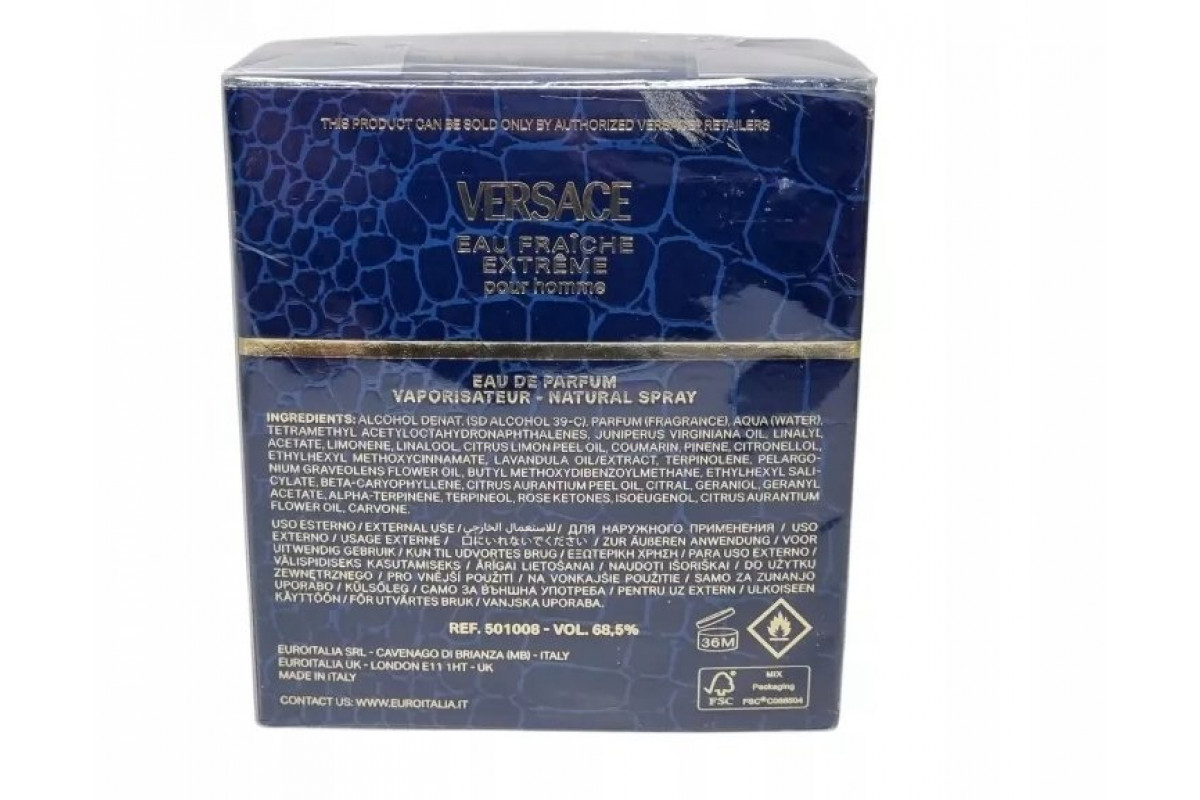 THIS PRODUCT CAN BE SOLD ONLY BY AUTHORIZED VERSACE RETAILERS
VERSACE
EAU FRAÎCHE
EXTRÊME
pour homme
EAU DE PARFUM
VAPORISATEUR - NATURAL SPRAY
INGREDIENTS: ALCOHOL DENAT. (SD ALCOHOL 39-C), PARFUM (FRAGRANCE), AQUA (WATER),
TETRAMETHYL ACETYLOCTAHYDRONAPHTHALENES, JUNIPERUS VIRGINIANA OIL, LINALYL
ACETATE, LIMONENE, LINALOOL, CITRUS LIMON PEEL OIL, COUMARIN, PINENE, CITRONELLOL,
ETHYLHEXYL METHOXYCINNAMATE, LAVANDULA OIL/EXTRACT, TERPINOLENE, PELARGO-
NIUM GRAVEOLENS FLOWER OIL, BUTYL METHOXYDIBENZOYLMETHANE, ETHYLHEXYL SALI-
CYLATE, BETA-CARYOPHYLLENE, CITRUS AURANTIUM PEEL OIL, CITRAL, GERANIOL, GERANYL
ACETATE, ALPHA-TERPINENE, TERPINEOL, ROSE KETONES, ISOEUGENOL, CITRUS AURANTIUM
FLOWER OIL, CARVONE.
USO ESTERNO / EXTERNAL USE / للاستعمال الخارجي / ДЛЯ НАРУЖНОГО ПРИМЕНЕНИЯ / USO
EXTERNO / USAGE EXTERNE / 口にいれないでください / ZUR ÄUßEREN ANWENDUNG / VOOR
UITWENDIG GEBRUIK / KUN TIL UDVORTES BRUG / ΕΞΩΤΕΡΙΚΗ ΧΡΗΣΗ / PARA USO EXTERNO /
VÄLISPIDISEKS KASUTAMISEKS / ĀRĪGAI LIETOŠANAI / NAUDOTI IŠORIŠKAI / DO UŻYTKU
ZEWNĘTRZNEGO / PRO VNĚJŠÍ POUŽITÍ / NA VONKAJŠIE POUŽITIE / SAMO ZA ZUNANJO
UPORABO / KÜLSŐLEG / САМО ЗА ВЪНШНА УПОТРЕБА / PENTRU UZ EXTERN / ULKOISEEN
KÄYTTÖÖN / FÖR UTVÄRTES BRUK / VANJSKA UPORABA.
REF. 501008 - VOL. 68,5%
36M
EUROITALIA SRL - CAVENAGO DI BRIANZA (MB) - ITALY
EUROITALIA UK - LONDON E11 1HT - UK
MADE IN ITALY
CONTACT US: WWW.EUROITALIA.IT
FSC
MIX
Packaging
FSC® C088504